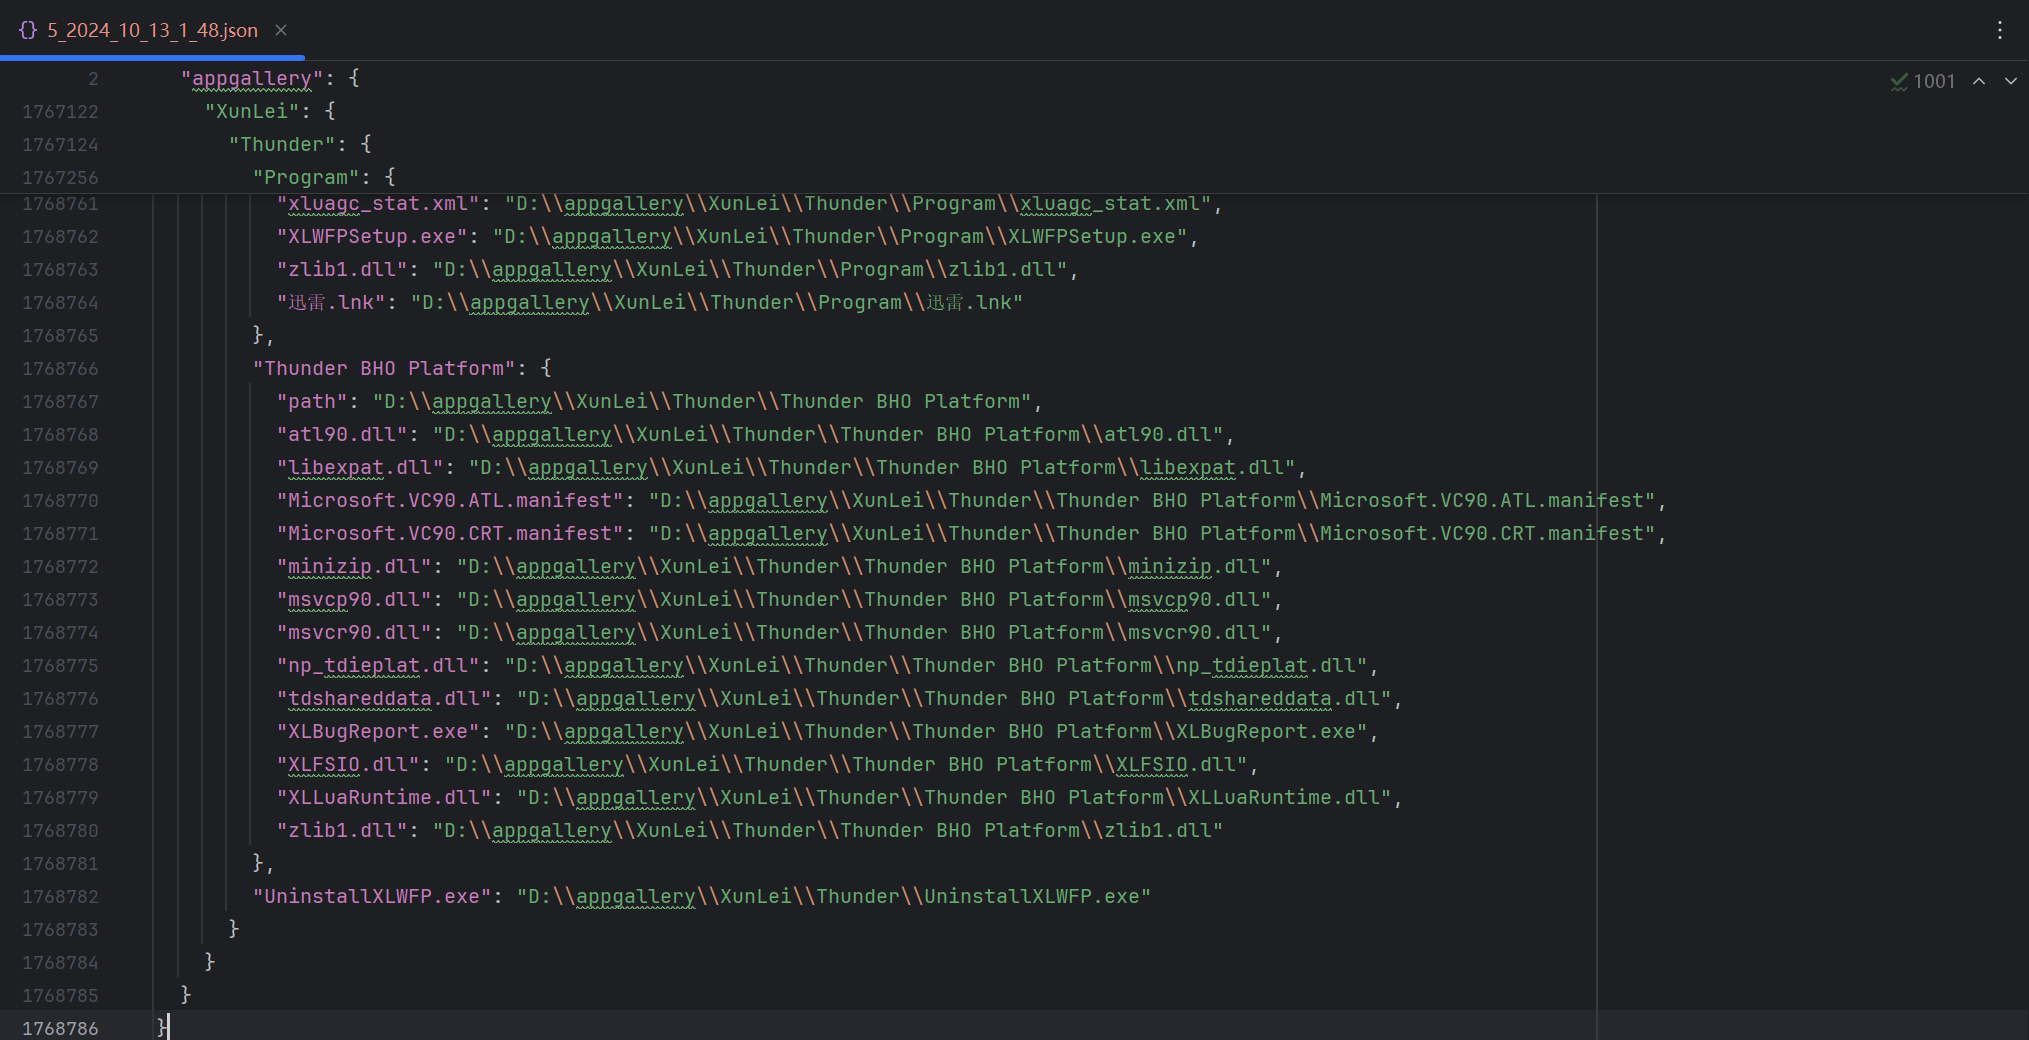 {} 5_2024_10_13_1_48.json ×
1001
2 "appgallery": {
1767122 "XunLei": {
1767124 "Thunder": {
1767256 "Program": {
1768761 "xluagc_stat.xml": "D:\\appgallery\\XunLei\\Thunder\\Program\\xluagc_stat.xml",
1768762 "XLWFPSetup.exe": "D:\\appgallery\\XunLei\\Thunder\\Program\\XLWFPSetup.exe",
1768763 "zlib1.dll": "D:\\appgallery\\XunLei\\Thunder\\Program\\zlib1.dll",
1768764 "迅雷.lnk": "D:\\appgallery\\XunLei\\Thunder\\Program\\迅雷.lnk"
1768765 },
1768766 "Thunder BHO Platform": {
1768767 "path": "D:\\appgallery\\XunLei\\Thunder\\Thunder BHO Platform",
1768768 "atl90.dll": "D:\\appgallery\\XunLei\\Thunder\\Thunder BHO Platform\\atl90.dll",
1768769 "libexpat.dll": "D:\\appgallery\\XunLei\\Thunder\\Thunder BHO Platform\\libexpat.dll",
1768770 "Microsoft.VC90.ATL.manifest": "D:\\appgallery\\XunLei\\Thunder\\Thunder BHO Platform\\Microsoft.VC90.ATL.manifest",
1768771 "Microsoft.VC90.CRT.manifest": "D:\\appgallery\\XunLei\\Thunder\\Thunder BHO Platform\\Microsoft.VC90.CRT.manifest",
1768772 "minizip.dll": "D:\\appgallery\\XunLei\\Thunder\\Thunder BHO Platform\\minizip.dll",
1768773 "msvcp90.dll": "D:\\appgallery\\XunLei\\Thunder\\Thunder BHO Platform\\msvcp90.dll",
1768774 "msvcr90.dll": "D:\\appgallery\\XunLei\\Thunder\\Thunder BHO Platform\\msvcr90.dll",
1768775 "np_tdieplat.dll": "D:\\appgallery\\XunLei\\Thunder\\Thunder BHO Platform\\np_tdieplat.dll",
1768776 "tdshareddata.dll": "D:\\appgallery\\XunLei\\Thunder\\Thunder BHO Platform\\tdshareddata.dll",
1768777 "XLBugReport.exe": "D:\\appgallery\\XunLei\\Thunder\\Thunder BHO Platform\\XLBugReport.exe",
1768778 "XLFSIO.dll": "D:\\appgallery\\XunLei\\Thunder\\Thunder BHO Platform\\XLFSIO.dll",
1768779 "XLLuaRuntime.dll": "D:\\appgallery\\XunLei\\Thunder\\Thunder BHO Platform\\XLLuaRuntime.dll",
1768780 "zlib1.dll": "D:\\appgallery\\XunLei\\Thunder\\Thunder BHO Platform\\zlib1.dll"
1768781 },
1768782 "UninstallXLWFP.exe": "D:\\appgallery\\XunLei\\Thunder\\UninstallXLWFP.exe"
1768783 }
1768784 }
1768785 }
1768786 }